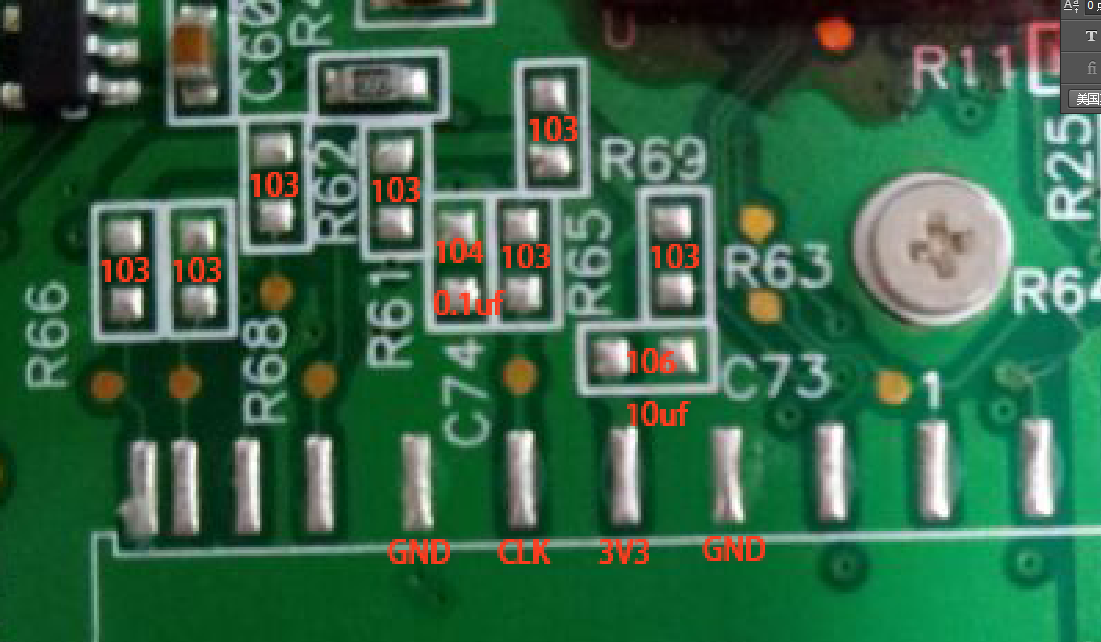 C60
R4
U
R11
T
fi
美国
103
R69
R25
103
R62
103
104
103
R65
103
R63
R64
103
103
0.1uf
R66
R68
R61
C74
106
C73
1
10uf
GND
CLK
3V3
GND